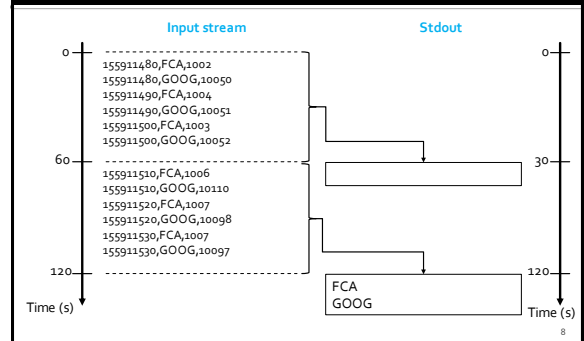 Input stream
Stdout
0
0
155911480,FCA,1002
155911480,GOOG,10050
155911490,FCA,1004
155911490,GOOG,10051
155911500,FCA,1003
155911500,GOOG,10052
60
30
155911510,FCA,1006
155911510,GOOG,10110
155911520,FCA,1007
155911520,GOOG,10098
155911530,FCA,1007
155911530,GOOG,10097
120
120
FCA
GOOG
Time (s)
Time (s)
8